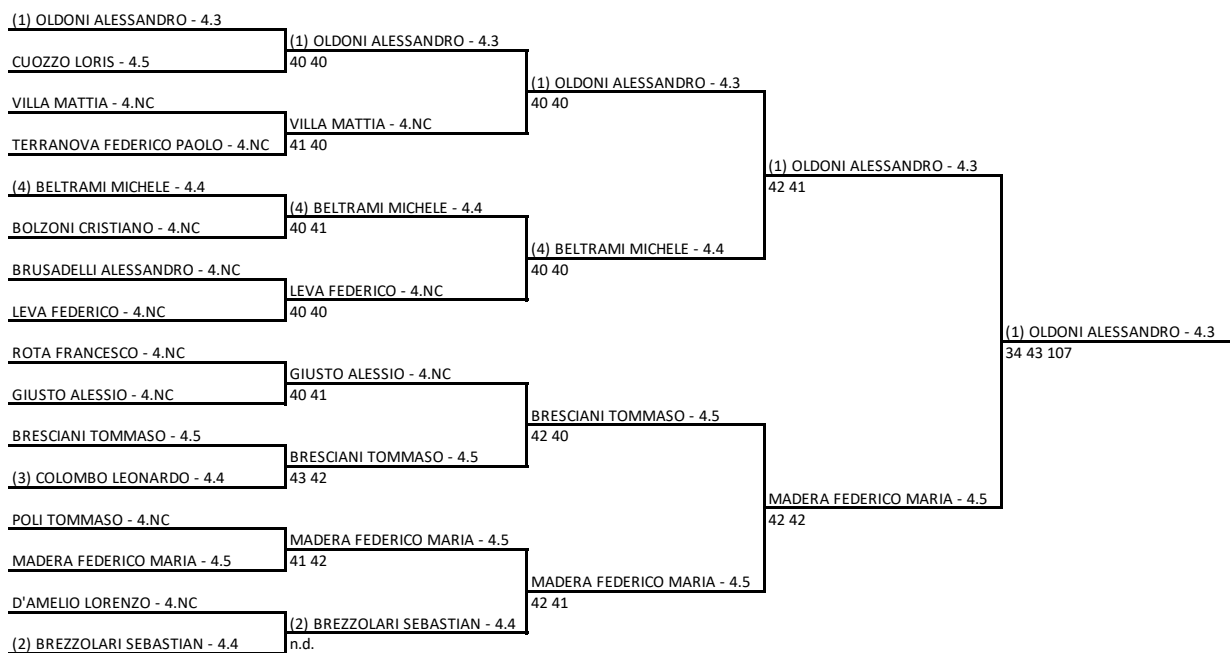 (1) OLDONI ALESSANDRO - 4.3
CUOZZO LORIS - 4.5
VILLA MATTIA - 4.NC
TERRANOVA FEDERICO PAOLO - 4.NC
(4) BELTRAMI MICHELE - 4.4
BOLZONI CRISTIANO - 4.NC
BRUSADELLI ALESSANDRO - 4.NC
LEVA FEDERICO - 4.NC
ROTA FRANCESCO - 4.NC
GIUSTO ALESSIO - 4.NC
BRESCIANI TOMMASO - 4.5
(3) COLOMBO LEONARDO - 4.4
POLI TOMMASO - 4.NC
MADERA FEDERICO MARIA - 4.5
D'AMELIO LORENZO - 4.NC
(2) BREZZOLARI SEBASTIAN - 4.4
(1) OLDONI ALESSANDRO - 4.3
40 40
VILLA MATTIA - 4.NC
41 40
(4) BELTRAMI MICHELE - 4.4
40 41
LEVA FEDERICO - 4.NC
40 40
GIUSTO ALESSIO - 4.NC
40 41
BRESCIANI TOMMASO - 4.5
43 42
MADERA FEDERICO MARIA - 4.5
41 42
(2) BREZZOLARI SEBASTIAN - 4.4
n.d.
(1) OLDONI ALESSANDRO - 4.3
40 40
(4) BELTRAMI MICHELE - 4.4
40 40
BRESCIANI TOMMASO - 4.5
42 40
MADERA FEDERICO MARIA - 4.5
42 41
(1) OLDONI ALESSANDRO - 4.3
42 41
MADERA FEDERICO MARIA - 4.5
42 42
(1) OLDONI ALESSANDRO - 4.3
34 43 107